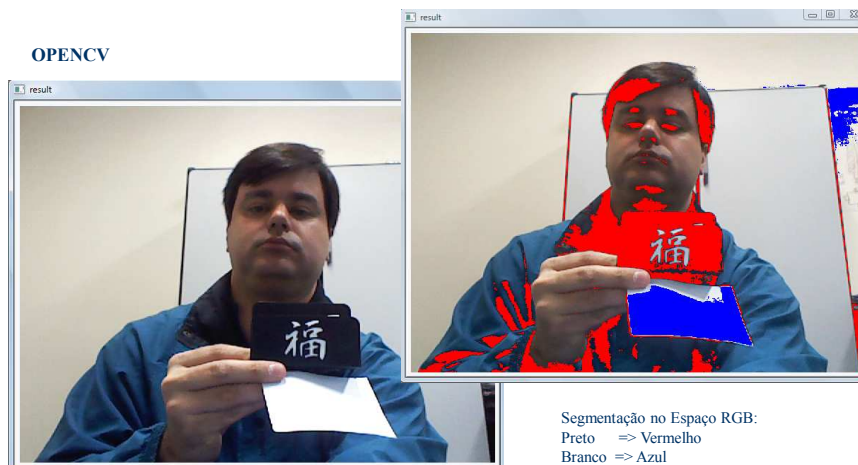 OPENCV
result
福
result
福
Segmentação no Espaço RGB:
Preto => Vermelho
Branco => Azul